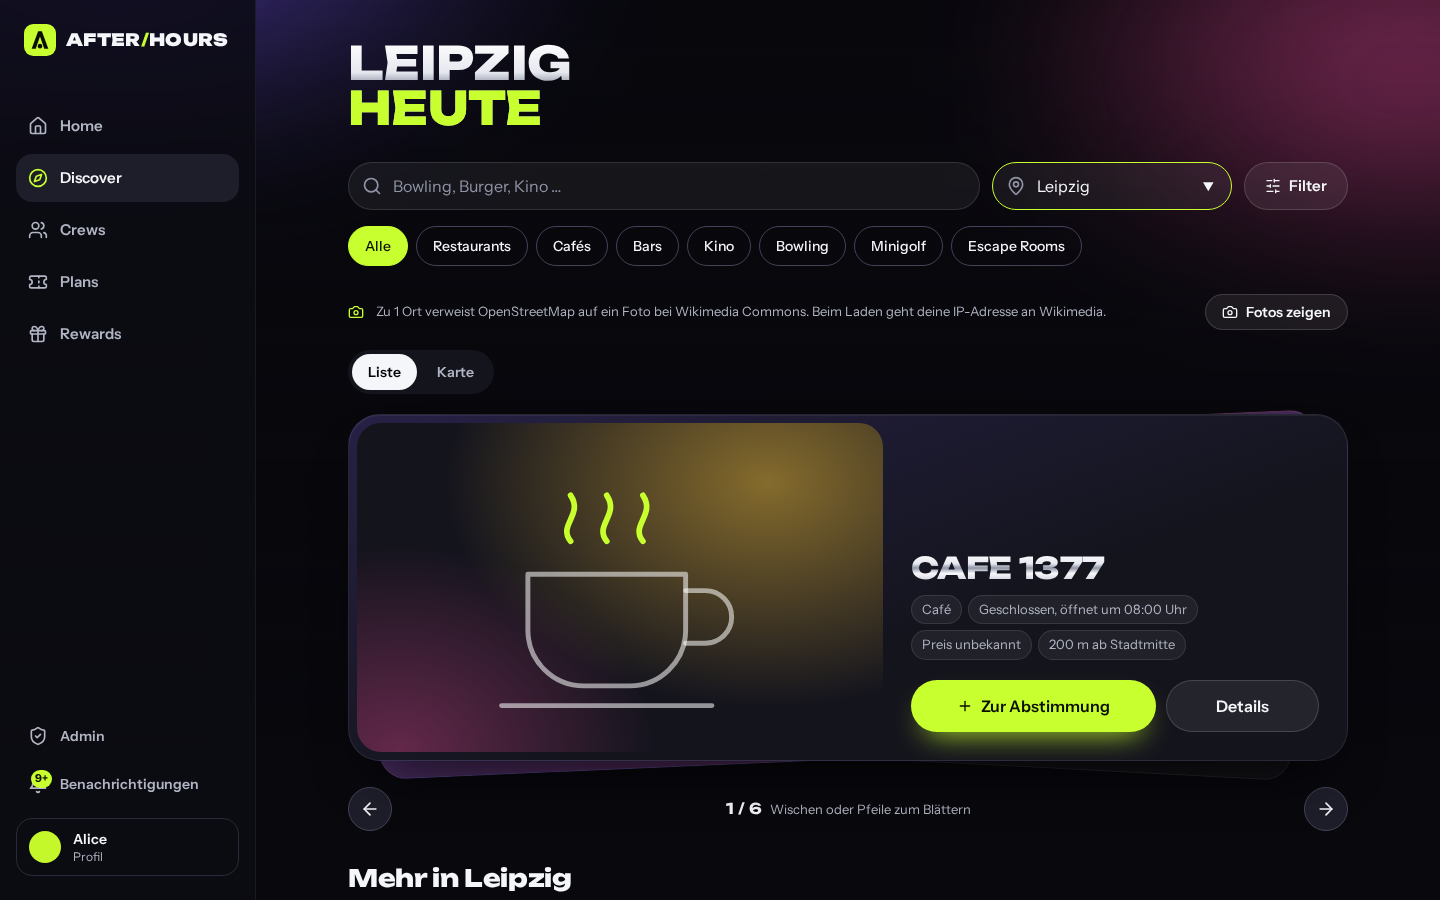 AFTER/HOURS
Home
Discover
Crews
Plans
Rewards
Admin
9+
Benachrichtigungen
Alice
Profil
LEIPZIG
HEUTE
Bowling, Burger, Kino ...
Leipzig
Filter
Alle
Restaurants
Cafés
Bars
Kino
Bowling
Minigolf
Escape Rooms
Zu 1 Ort verweist OpenStreetMap auf ein Foto bei Wikimedia Commons. Beim Laden geht deine IP-Adresse an Wikimedia.
Fotos zeigen
Liste
Karte
CAFE 1377
Café
Geschlossen, öffnet um 08:00 Uhr
Preis unbekannt
200 m ab Stadtmitte
+ Zur Abstimmung
Details
1 / 6 Wischen oder Pfeile zum Blättern
Mehr in Leipzig